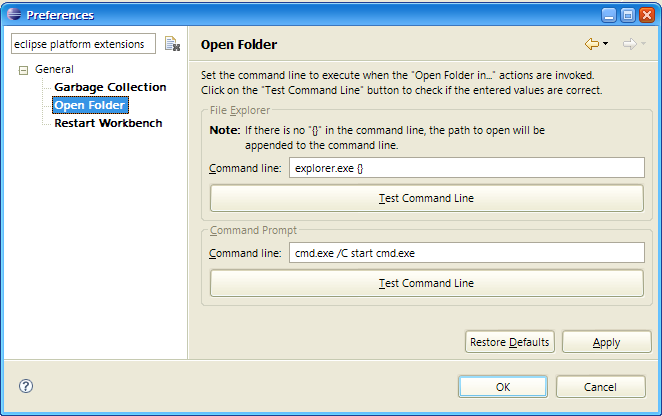 Preferences
eclipse platform extensions
General
Garbage Collection
Open Folder
Restart Workbench
Open Folder
Set the command line to execute when the "Open Folder in..." actions are invoked.
Click on the "Test Command Line" button to check if the entered values are correct.
File Explorer
Note: If there is no "{}" in the command line, the path to open will be
appended to the command line.
Command line: explorer.exe {}
Test Command Line
Command Prompt
Command line: cmd.exe /C start cmd.exe
Test Command Line
Restore Defaults Apply
? OK Cancel